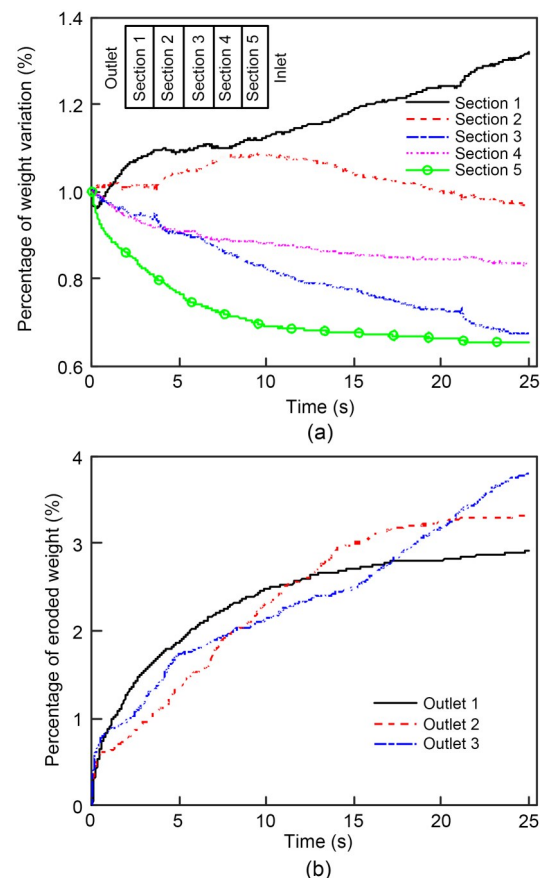 1.4
1.2
1.0
0.8
0.6
Percentage of weight variation (%)
Outlet
Section 1
Section 2
Section 3
Section 4
Section 5
Inlet
Section 1
Section 2
Section 3
Section 4
Section 5
0
5
10
15
20
25
Time (s)
(a)
4
3
2
1
0
Percentage of eroded weight (%)
Outlet 1
Outlet 2
Outlet 3
0
5
10
15
20
25
Time (s)
(b)